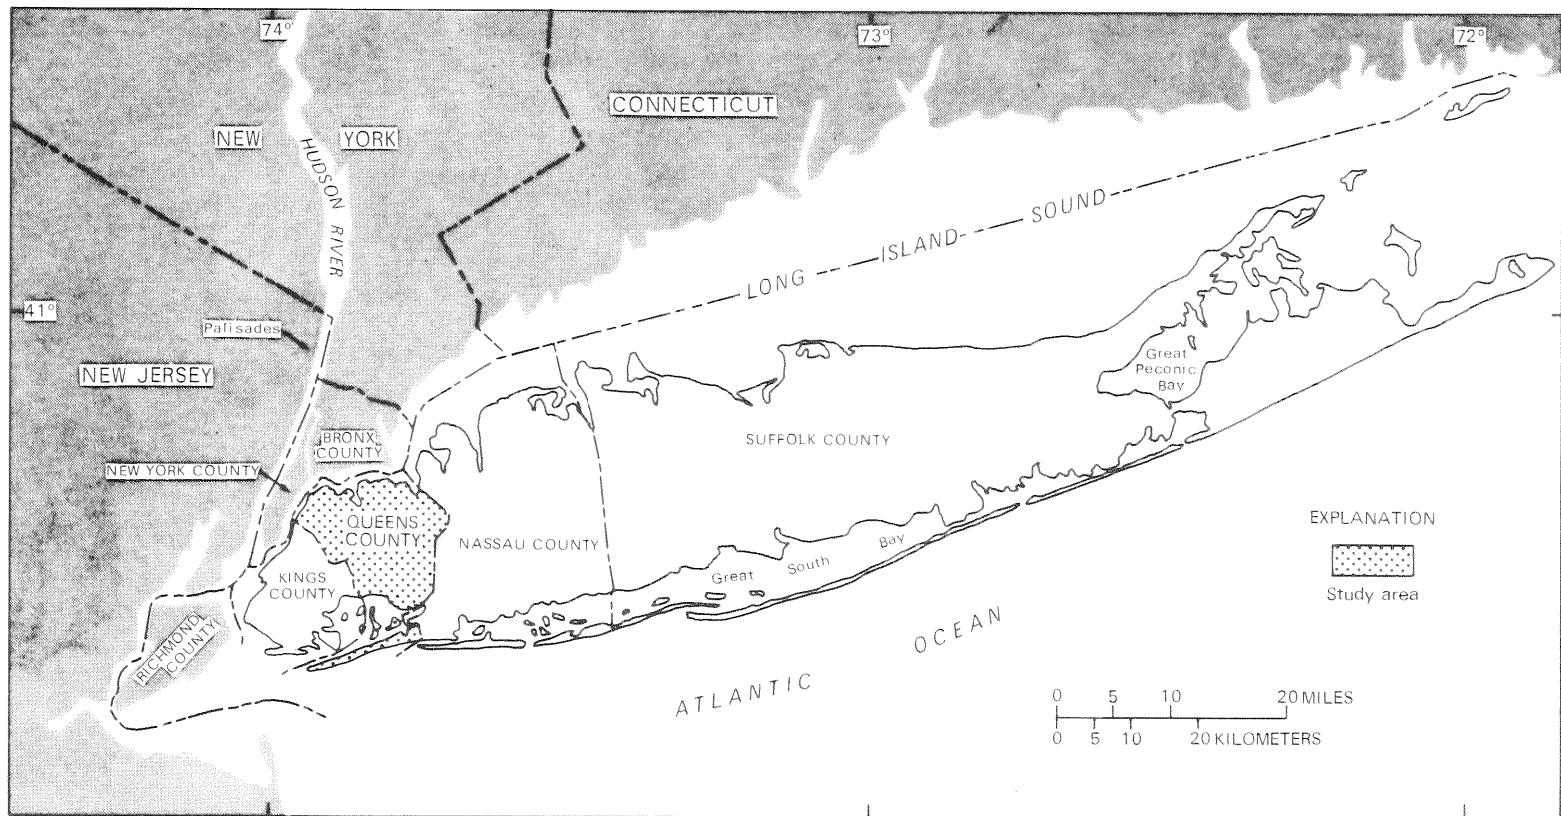 74°
73°
72°
CONNECTICUT
NEW YORK
HUDSON RIVER
LONG ISLAND SOUND
41°
Palisades
NEW JERSEY
Great
Peconic
Bay
BRONX
COUNTY
SUFFOLK COUNTY
NEW YORK COUNTY
QUEENS
COUNTY
NASSAU COUNTY
KINGS
COUNTY
Great South Bay
RICHMOND
COUNTY
ATLANTIC OCEAN
EXPLANATION
Study area
0 5 10 20 MILES
0 5 10 20 KILOMETERS